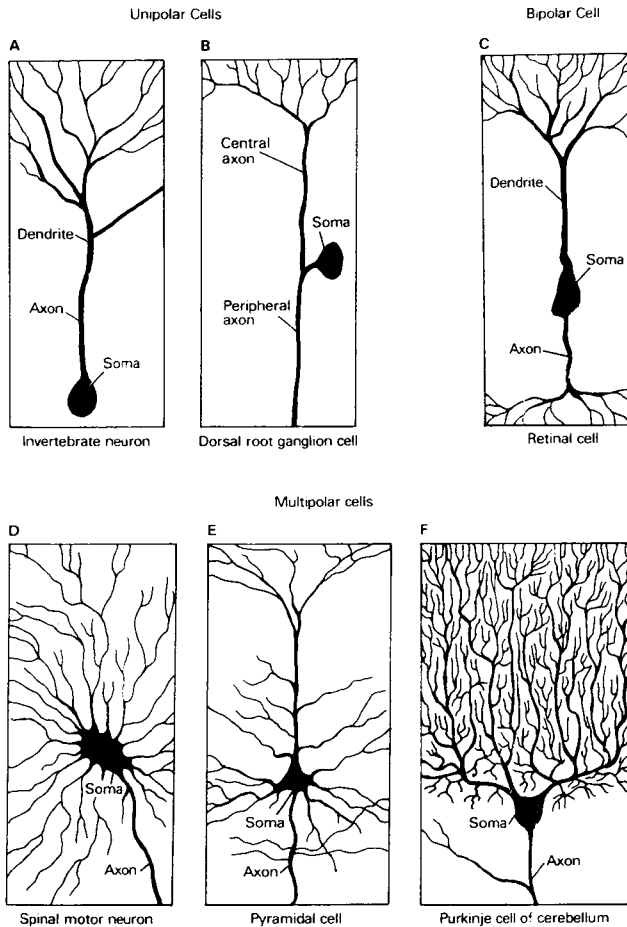 Unipolar Cells
Bipolar Cell
A
B
C
Dendrite
Axon
Soma
Invertebrate neuron
Central
axon
Soma
Peripheral
axon
Dorsal root ganglion cell
Dendrite
Soma
Axon
Retinal cell
Multipolar cells
D
E
F
Soma
Axon
Spinal motor neuron
Soma
Axon
Pyramidal cell
Soma
Axon
Purkinje cell of cerebellum